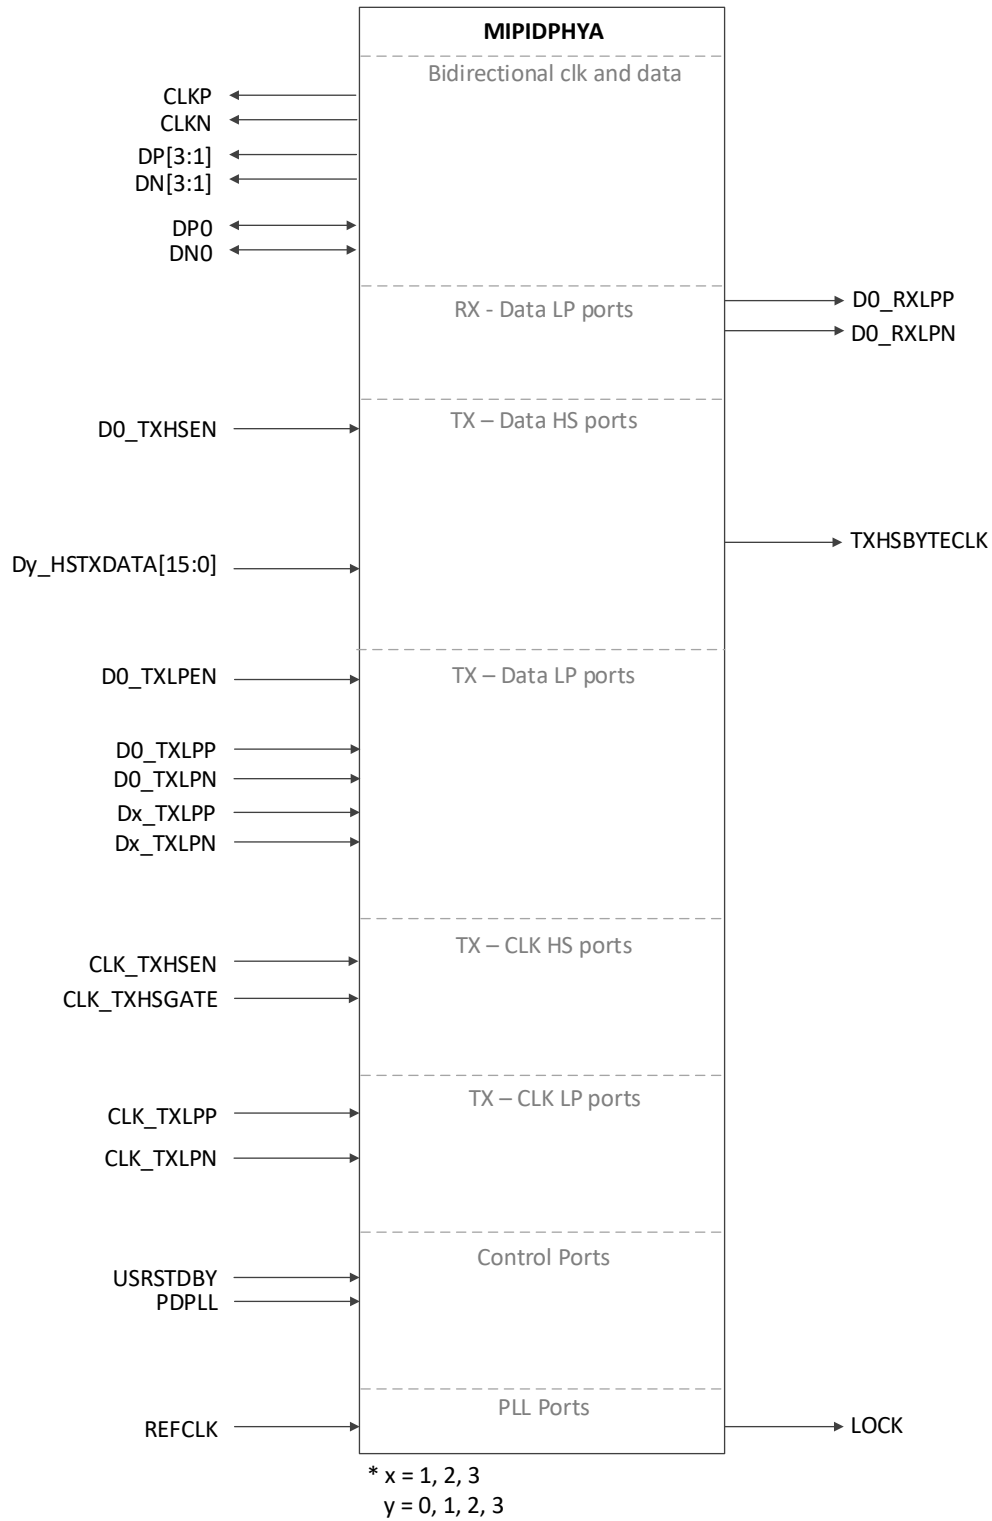 MIPIDPHYA
Bidirectional clk and data
CLKP
CLKN
DP[3:1]
DN[3:1]
DP0
DN0
RX - Data LP ports
D0_RXLPP
D0_RXLPN
TX – Data HS ports
D0_TXHSEN
TXHSBYTECLK
Dy_HSTXDATA[15:0]
TX – Data LP ports
D0_TXLPEN
D0_TXLPP
D0_TXLPN
Dx_TXLPP
Dx_TXLPN
TX – CLK HS ports
CLK_TXHSEN
CLK_TXHSGATE
TX – CLK LP ports
CLK_TXLPP
CLK_TXLPN
Control Ports
USRSTDBY
PDPLL
PLL Ports
REFCLK
LOCK
* x = 1, 2, 3
y = 0, 1, 2, 3